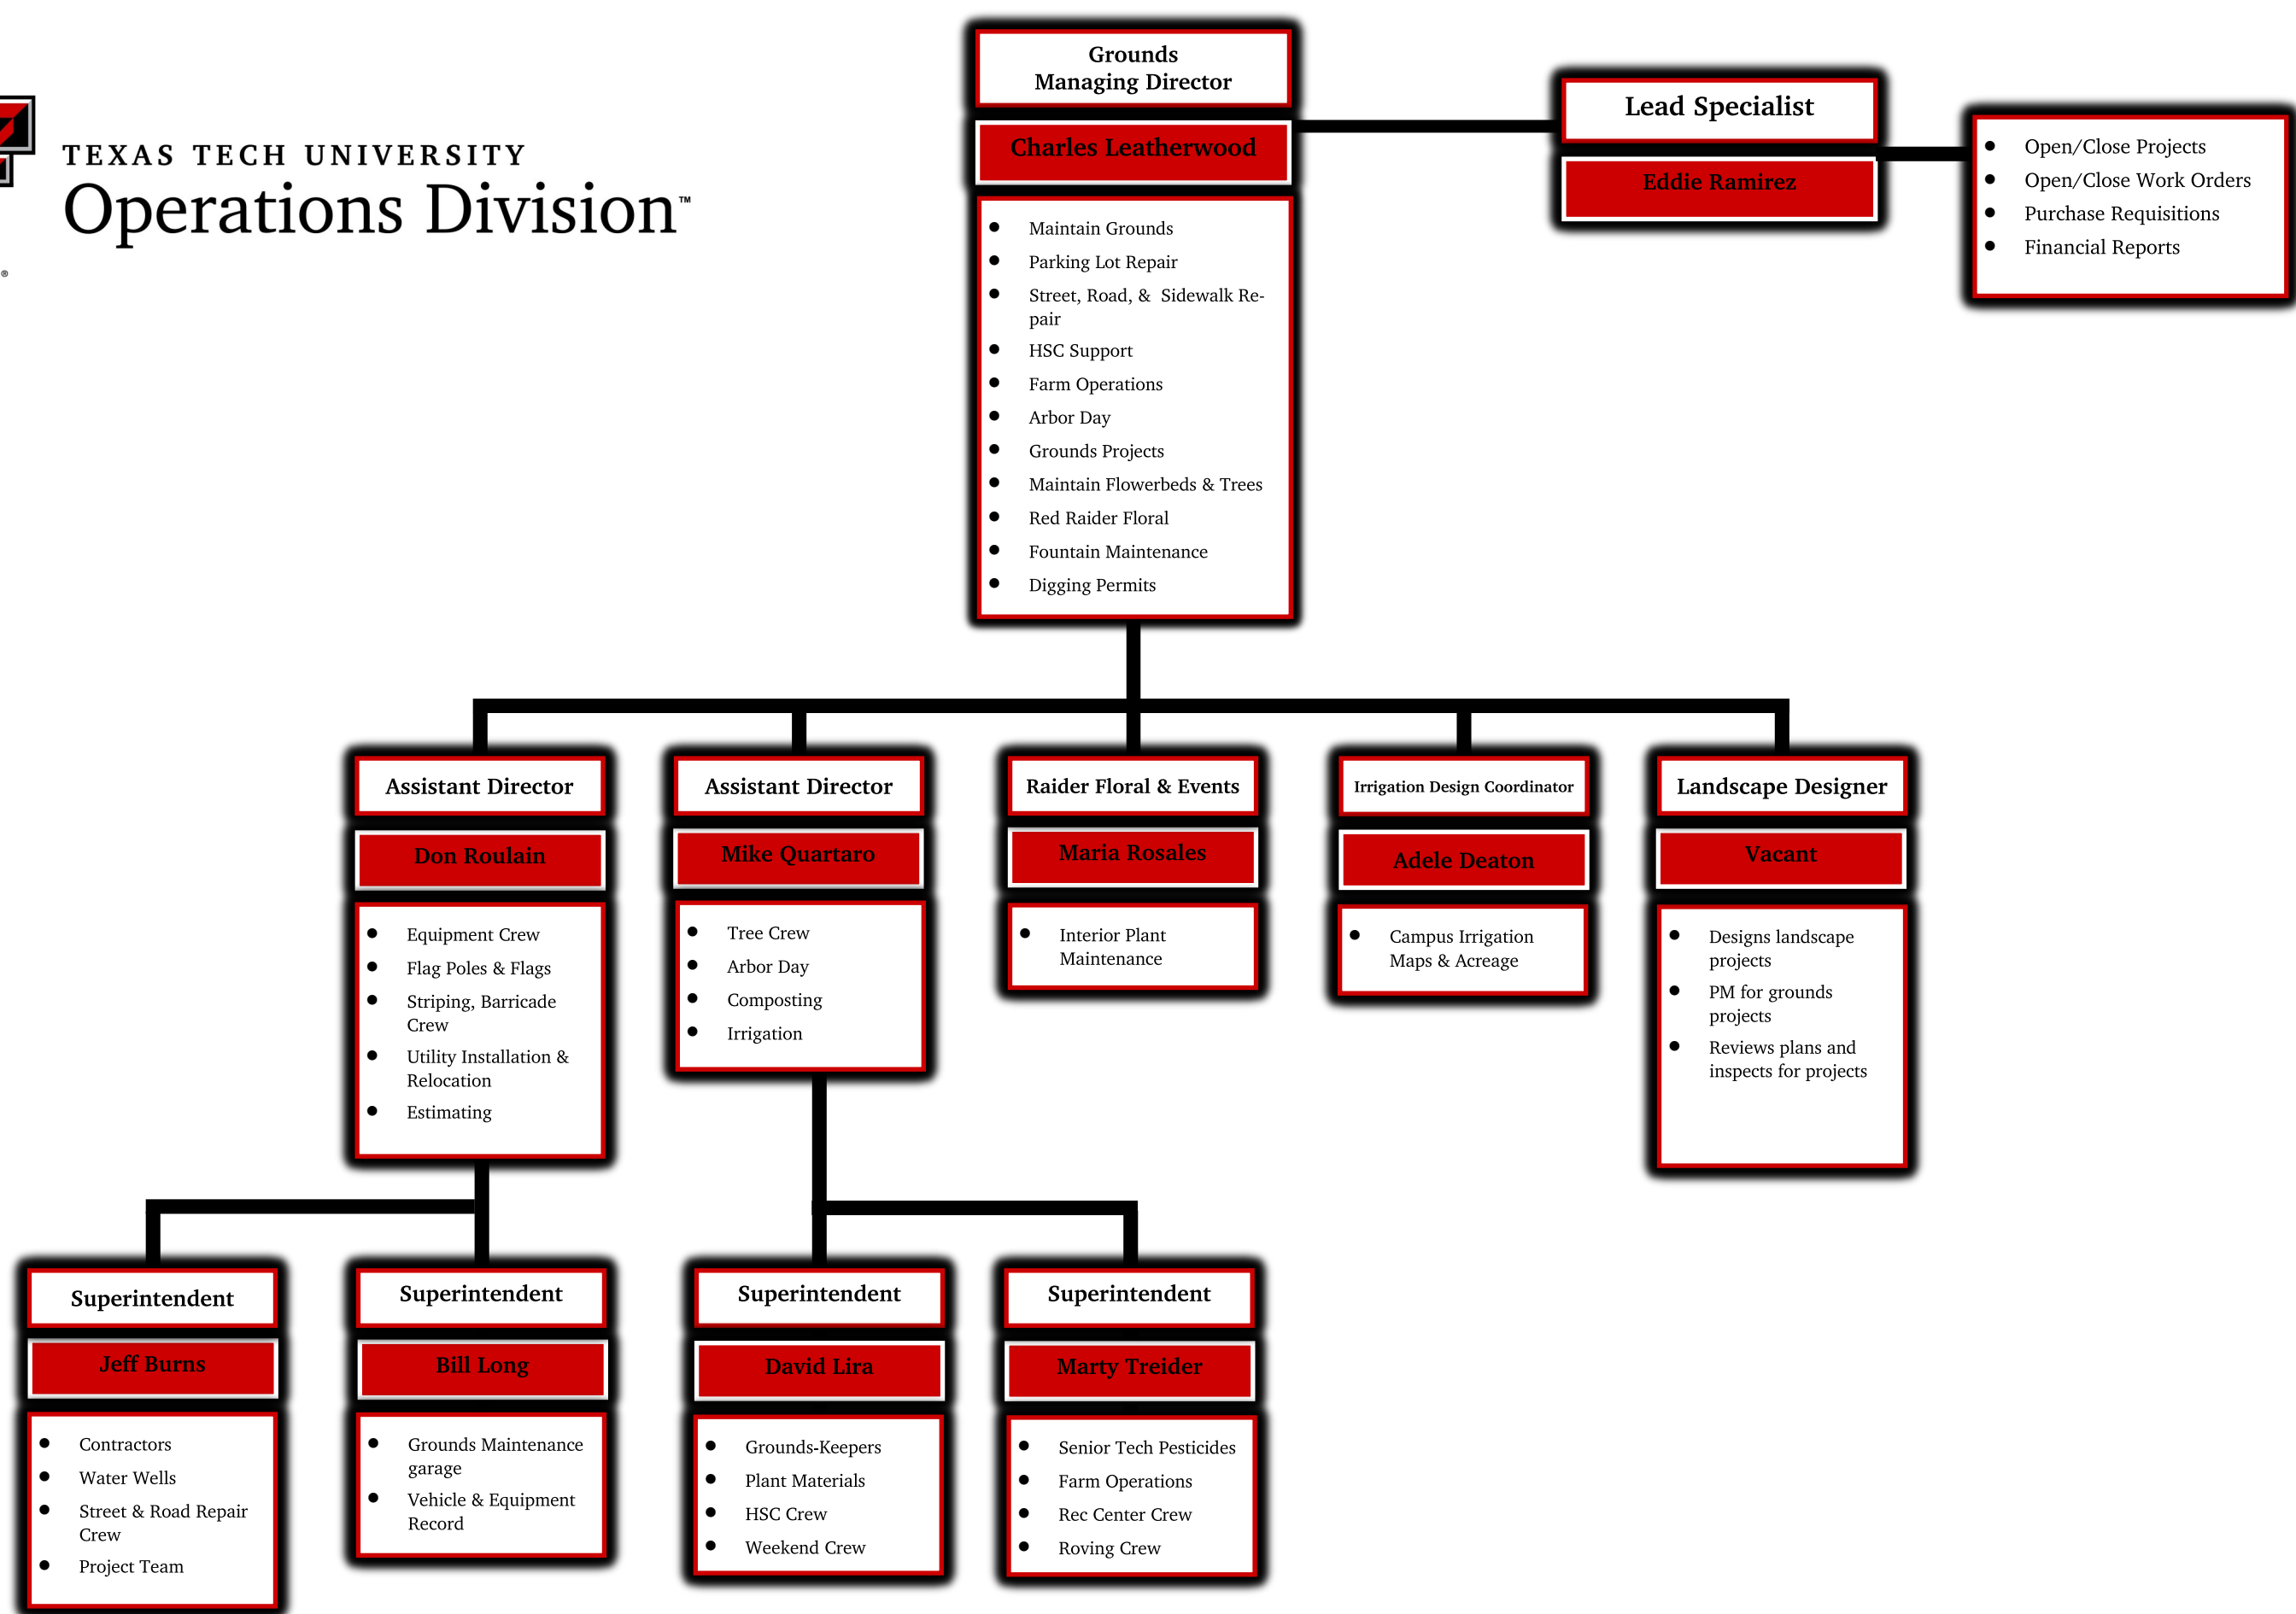 TEXAS TECH UNIVERSITY
Operations Division™
®
Grounds
Managing Director
Charles Leatherwood
Maintain Grounds
Parking Lot Repair
Street, Road, & Sidewalk Re-
pair
HSC Support
Farm Operations
Arbor Day
Grounds Projects
Maintain Flowerbeds & Trees
Red Raider Floral
Fountain Maintenance
Digging Permits
Lead Specialist
Eddie Ramirez
Open/Close Projects
Open/Close Work Orders
Purchase Requisitions
Financial Reports
Assistant Director
Don Roulain
Equipment Crew
Flag Poles & Flags
Striping, Barricade
Crew
Utility Installation &
Relocation
Estimating
Assistant Director
Mike Quartaro
Tree Crew
Arbor Day
Composting
Irrigation
Raider Floral & Events
Maria Rosales
Interior Plant
Maintenance
Irrigation Design Coordinator
Adele Deaton
Campus Irrigation
Maps & Acreage
Landscape Designer
Vacant
Designs landscape
projects
PM for grounds
projects
Reviews plans and
inspects for projects
Superintendent
Jeff Burns
Contractors
Water Wells
Street & Road Repair
Crew
Project Team
Superintendent
Bill Long
Grounds Maintenance
garage
Vehicle & Equipment
Record
Superintendent
David Lira
Grounds-Keepers
Plant Materials
HSC Crew
Weekend Crew
Superintendent
Marty Treider
Senior Tech Pesticides
Farm Operations
Rec Center Crew
Roving Crew